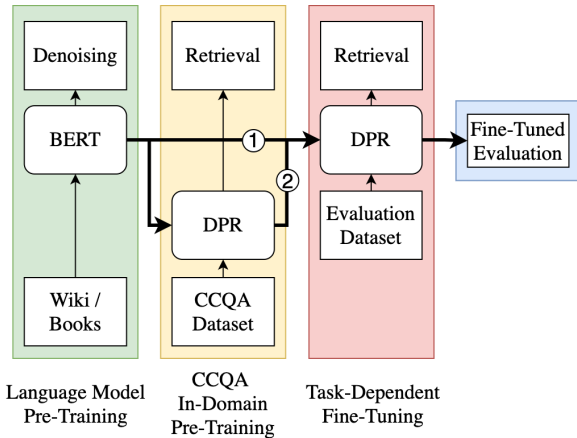 Denoising
BERT
Wiki /
Books
Language Model
Pre-Training
Retrieval
DPR
CCQA
Dataset
CCQA
In-Domain
Pre-Training
1
2
Retrieval
DPR
Evaluation
Dataset
Task-Dependent
Fine-Tuning
Fine-Tuned
Evaluation